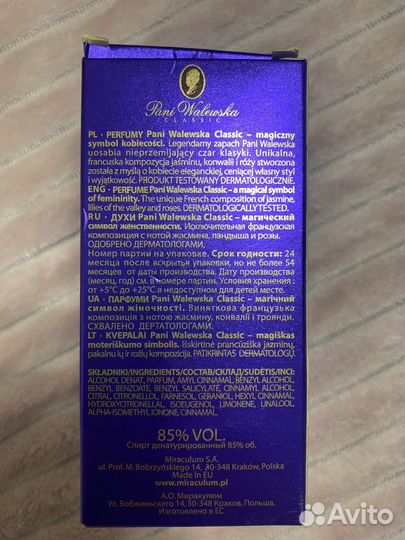 Pani Walewska
CLASSIC
PL - PERFUMY Pani Walewska Classic – magiczny
symbol kobiecości. Legendarny zapach Pani Walewska
uosabia nieprzemijający czar klasyki. Unikalna,
francuska kompozycja jaśminu, konwalii i róży stworzona
została z myślą o kobiecie eleganckiej, ceniącej własny styl
i wyjątkowość. PRODUKT TESTOWANY DERMATOLOGICZNIE.
ENG - PERFUME Pani Walewska Classic – a magical symbol
of femininity. The unique French composition of jasmine,
lilies of the valley and roses. DERMATOLOGICALLY TESTED.
RU - ДУХИ Pani Walewska Classic – магический
символ женственности. Исключительная французская
композиция с нотой жасмина, ландыша и розы.
ОДОБРЕНО ДЕРМАТОЛОГАМИ.
Номер партии на упаковке. Срок годности: 24
месяца после вскрытья упаковки, но не более 54
месяцев от даты производства. Дата производства
(месяц, год) см. в номере партии. Условия хранения :
от +5°C до +25°C в недоступном для детей месте.
UA - ПАРФУМИ Pani Walewska Classic – магічний
символ жіночності. Виняткова французька
композиція з нотою жасмину, конвалії та троянди.
СХВАЛЕНО ДЕРТАТОЛОГАМИ.
LT - KVEPALAI Pani Walewska Classic – magiškas
moteriškumo simbolis. Išskirtinė prancūziška jazminų,
pakalnučių ir rožių kompozicija. PATIKRINTAS DERMATOLOGŲ.
SKŁADNIKI/INGREDIENTS/СОСТАВ/СКЛАД/SUDĖTIS/INCI:
ALCOHOL DENAT, PARFUM, AMYL CINNAMAL, BENZYL ALCOHOL,
BENZYL BENZOATE, BENZYL SALICYLATE, CINNAMYL ALCOHOL,
CITRAL, CITRONELLOL, FARNESOL, GERANIOL, HEXYL CINNAMAL,
HYDROXYCITRONELLAL, ISOEUGENOL, LIMONENE, LINALOOL,
ALPHA-ISOMETHYL IONONE, CINNAMAL.
85% VOL.
Спирт денатурированный 85% об.
Miraculum S.A.
ul. Prof. M. Bobrzyńskiego 14, 30-348 Kraków, Polska
Made in EU
www.miraculum.pl
А.О. Миракулюм
Ул. Бобжиньского 14, 30-348 Краков, Польша,
Изготовлено в ЕС
Avito